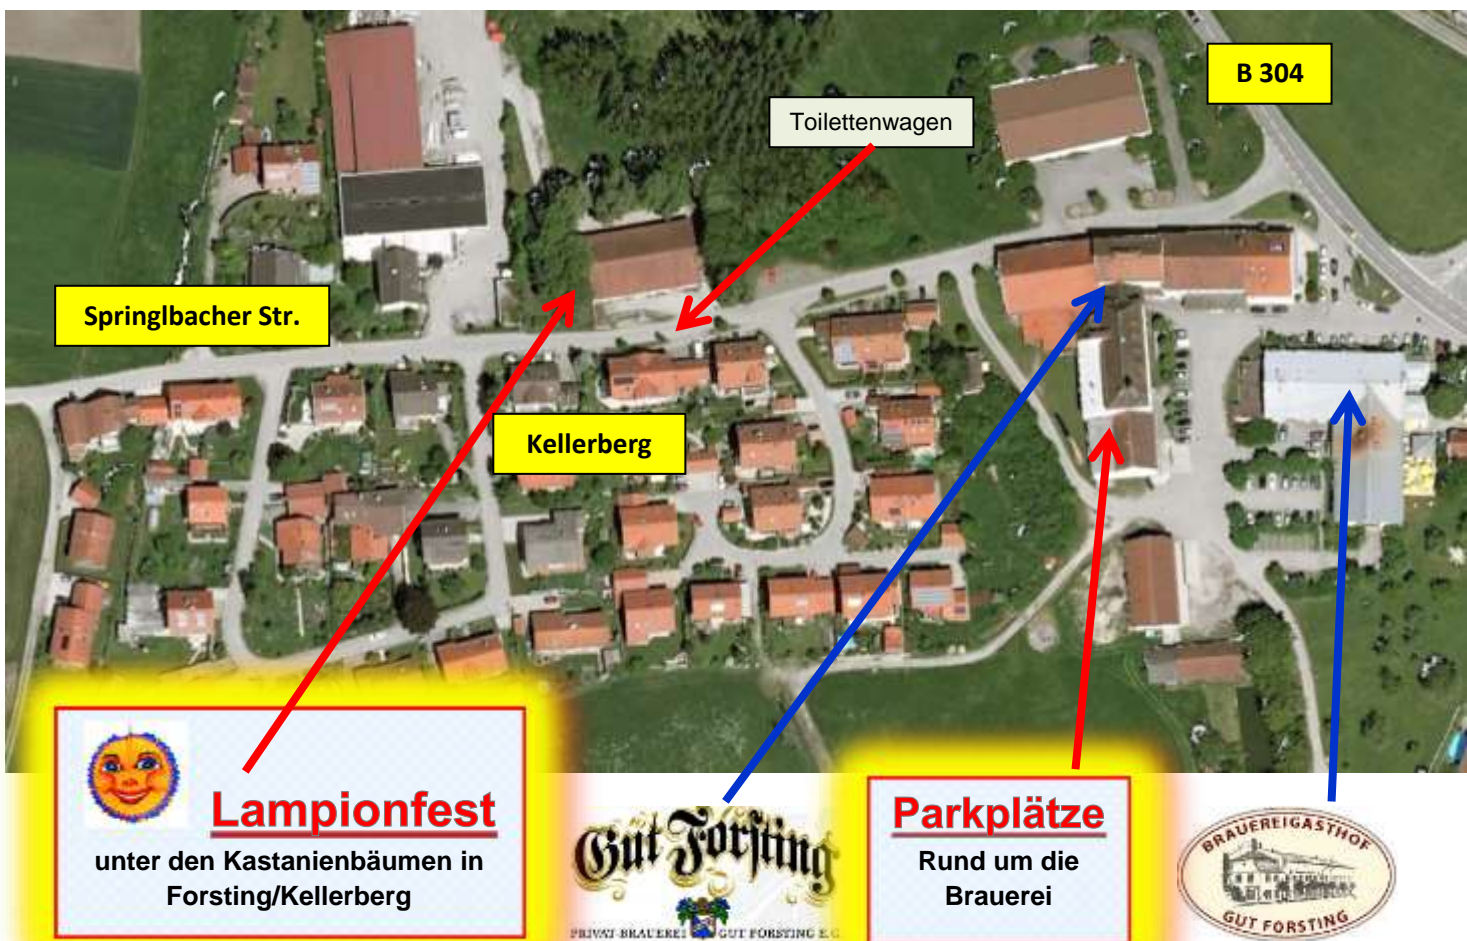 B 304
Toilettenwagen
Springlbacher Str.
Kellerberg
Lampionfest
unter den Kastanienbäumen in
Forsting/Kellerberg
Gut Forsting
PRIVAT-BRAUEREI GUT FORSTING E.G.
Parkplätze
Rund um die
Brauerei
BRAUEREIGASTHOF
GUT FORSTING